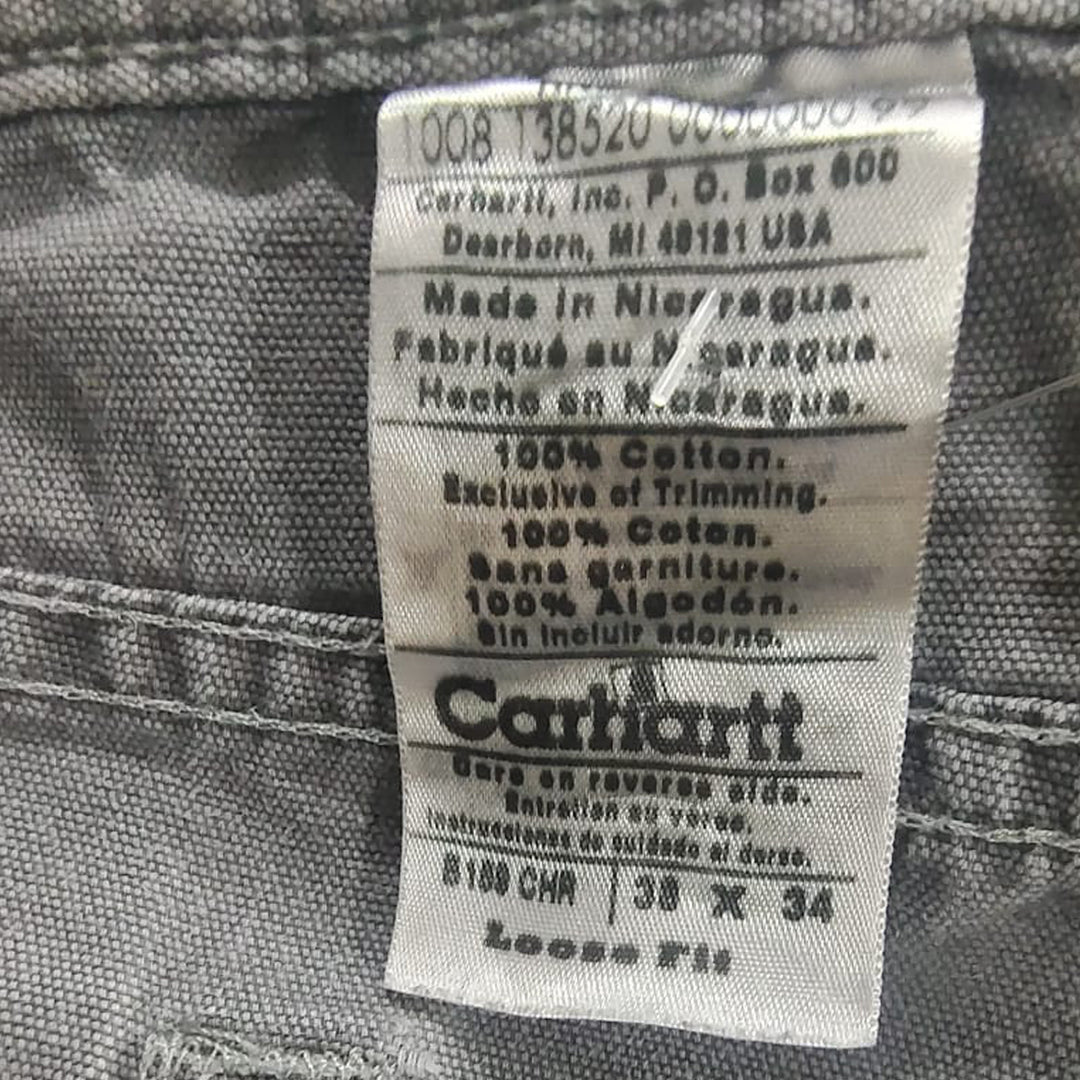 1008 138520
Carhartt, Inc. P. O. Box 600
Dearborn, MI 48121 USA
Made in Nicaragua.
Fabriqué au Nicaragua.
Hecho en Nicaragua.
100% Cotton.
Exclusive of Trimming.
100% Coton.
Sans garniture.
100% Algodón.
Sin incluir adorno.
Carhartt
Care on reverse side.
Entretien au verso.
Instrucciones de cuidado al dorso.
CHR 38 X 34
Loose Fit